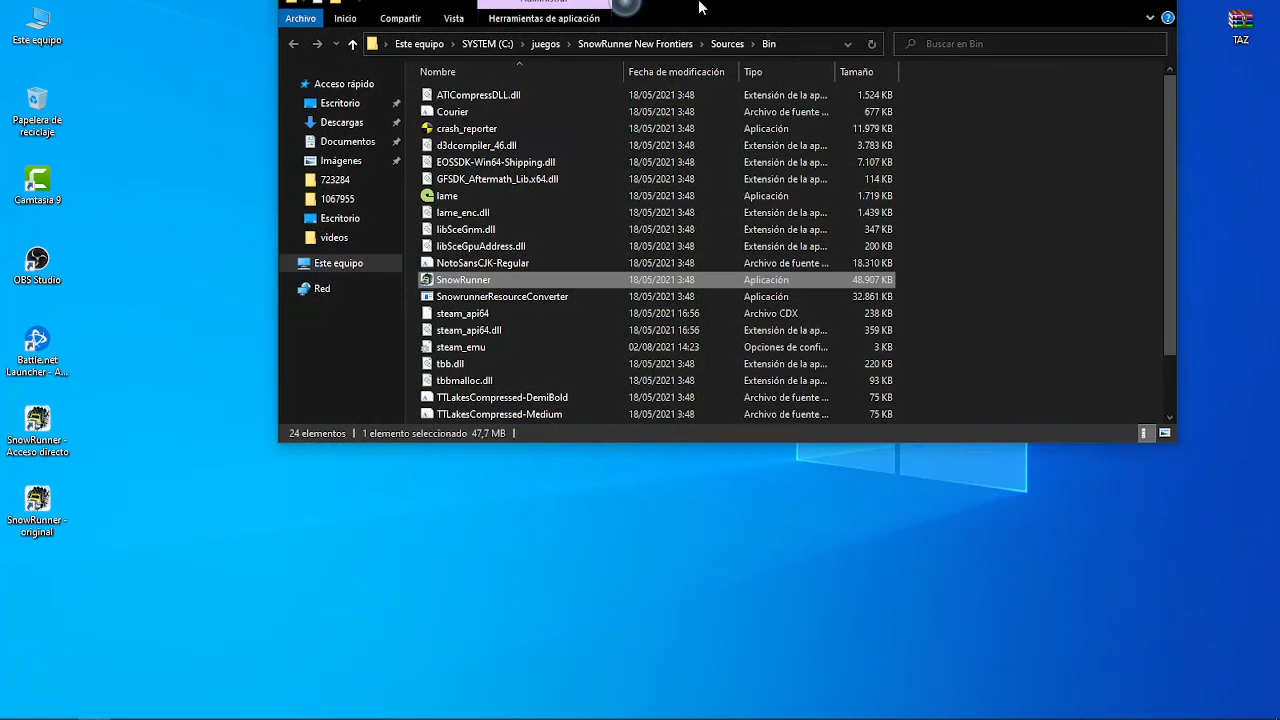 Este equipo
Papelera de
reciclaje
Camtasia 9
OBS Studio
Battle.net
Launcher - A...
SnowRunner -
Acceso directo
SnowRunner -
original
Archivo
Inicio
Compartir
Vista
Herramientas de aplicación
Este equipo › SYSTEM (C:) › juegos › SnowRunner New Frontiers › Sources › Bin
Buscar en Bin
Acceso rápido
Escritorio
Descargas
Documentos
Imágenes
723284
1067955
Escritorio
videos
Este equipo
Red
Nombre Fecha de modificación Tipo Tamaño
ATICompressDLL.dll 18/05/2021 3:48 Extensión de la ap... 1.524 KB
Courier 18/05/2021 3:48 Archivo de fuente ... 677 KB
crash_reporter 18/05/2021 3:48 Aplicación 11.979 KB
d3dcompiler_46.dll 18/05/2021 3:48 Extensión de la ap... 3.783 KB
EOSSDK-Win64-Shipping.dll 18/05/2021 3:48 Extensión de la ap... 7.107 KB
GFSDK_Aftermath_Lib.x64.dll 18/05/2021 3:48 Extensión de la ap... 114 KB
lame 18/05/2021 3:48 Aplicación 1.719 KB
lame_enc.dll 18/05/2021 3:48 Extensión de la ap... 1.439 KB
libSceGnm.dll 18/05/2021 3:48 Extensión de la ap... 347 KB
libSceGpuAddress.dll 18/05/2021 3:48 Extensión de la ap... 200 KB
NotoSansCJK-Regular 18/05/2021 3:48 Archivo de fuente ... 18.310 KB
SnowRunner 18/05/2021 3:48 Aplicación 48.907 KB
SnowrunnerResourceConverter 18/05/2021 3:48 Aplicación 32.861 KB
steam_api64 18/05/2021 16:56 Archivo CDX 238 KB
steam_api64.dll 18/05/2021 16:56 Extensión de la ap... 359 KB
steam_emu 02/08/2021 14:23 Opciones de confi... 3 KB
tbb.dll 18/05/2021 3:48 Extensión de la ap... 220 KB
tbbmalloc.dll 18/05/2021 3:48 Extensión de la ap... 93 KB
TTLakesCompressed-DemiBold 18/05/2021 3:48 Archivo de fuente ... 75 KB
TTLakesCompressed-Medium 18/05/2021 3:48 Archivo de fuente ... 75 KB
24 elementos
1 elemento seleccionado 47,7 MB
TAZ